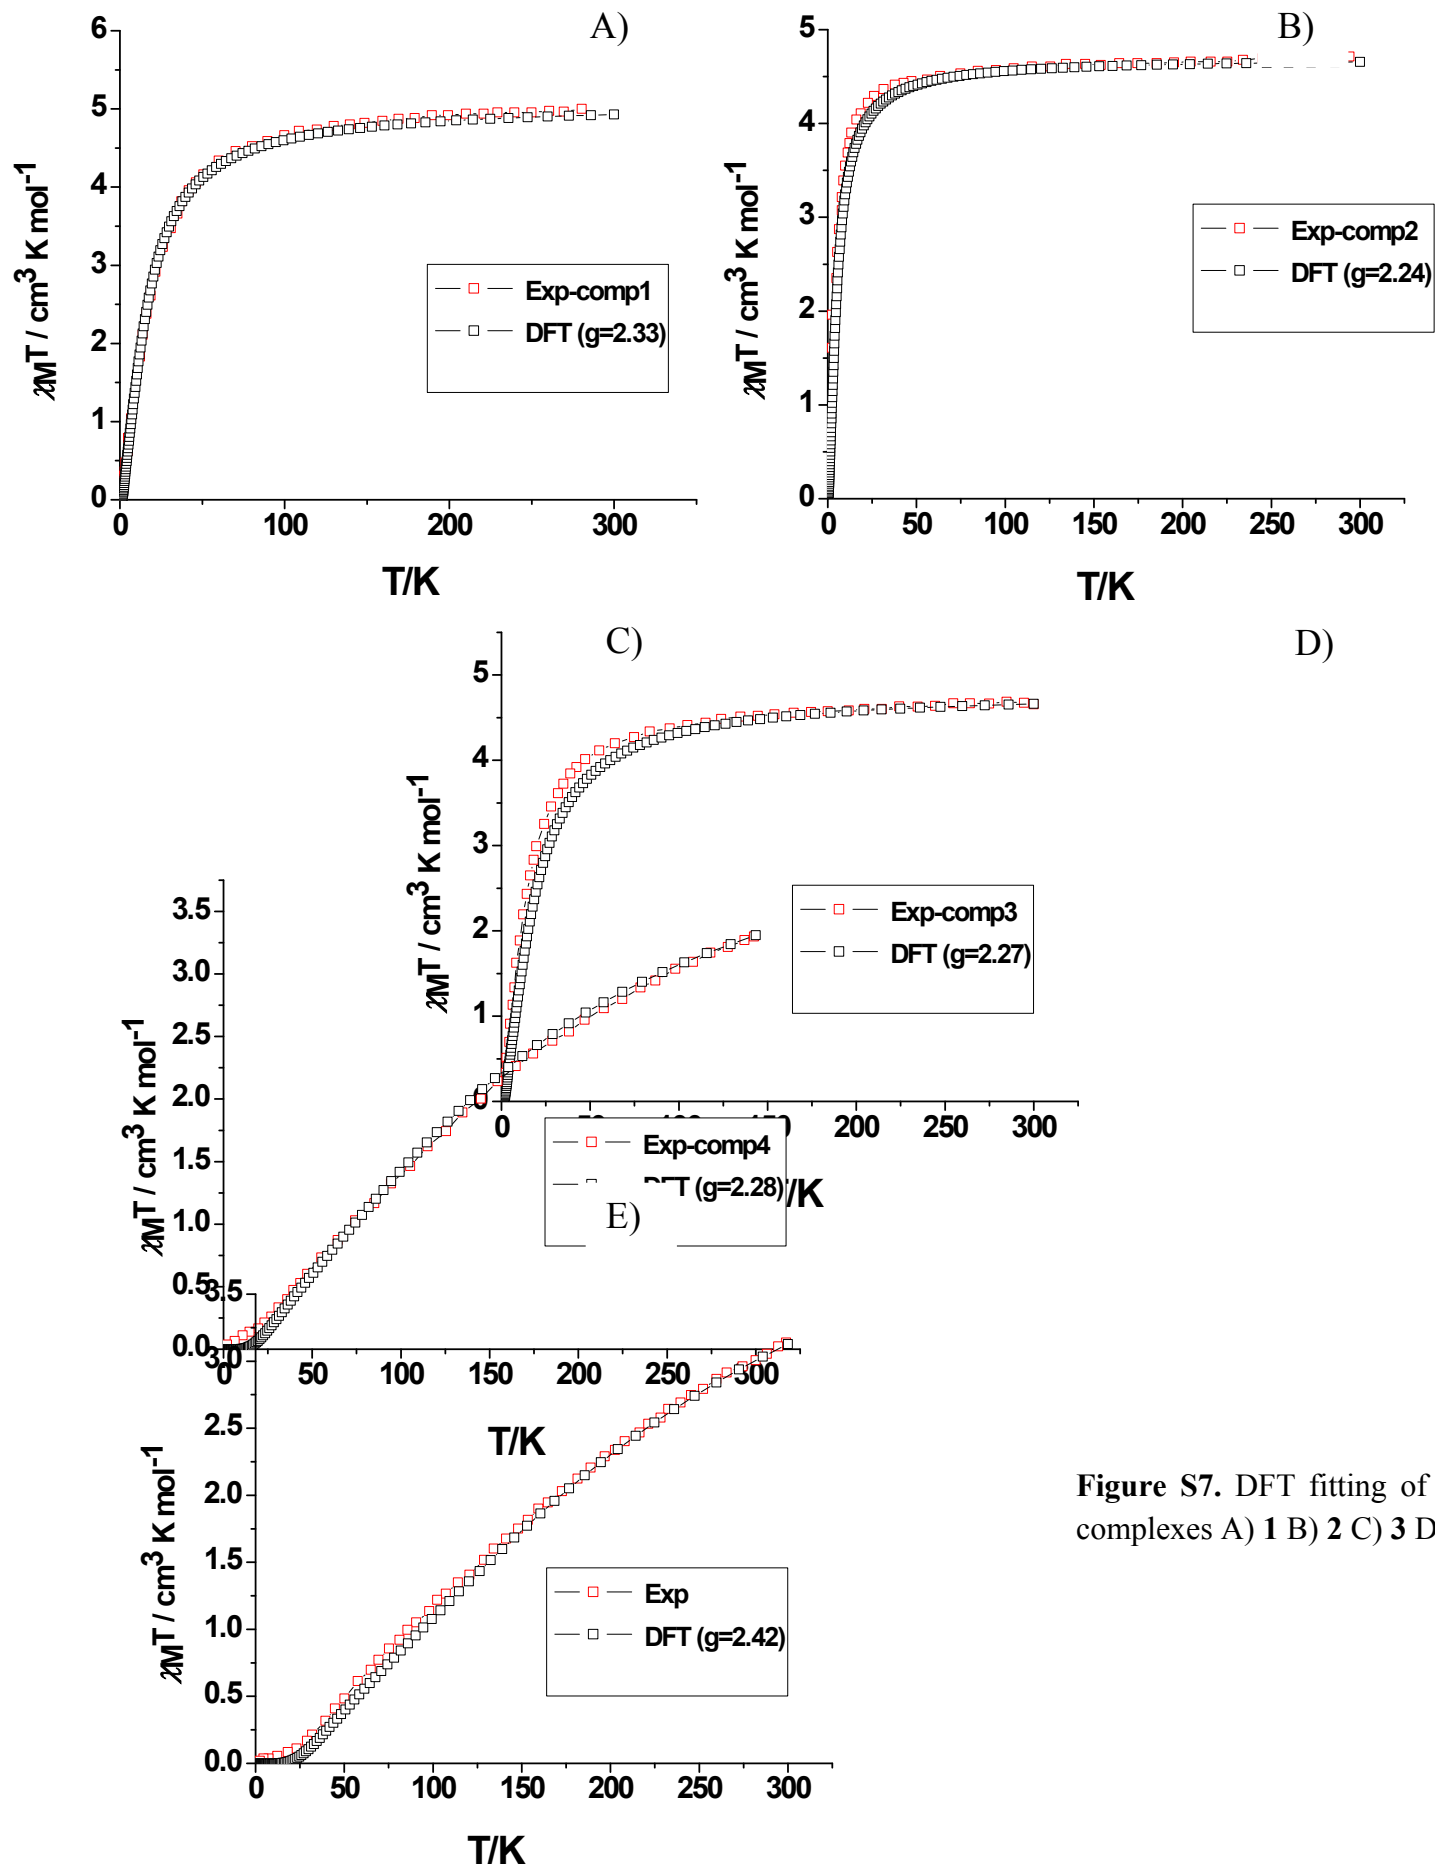 A)
6
5
4
3
2
1
0
χMT / cm3 K mol-1
Exp-comp1
DFT (g=2.33)
0 100 200 300
T/K
B)
5
4
3
2
1
0
χMT / cm3 K mol-1
Exp-comp2
DFT (g=2.24)
0 50 100 150 200 250 300
T/K
C)
5
4
3
2
1
χMT / cm3 K mol-1
Exp-comp3
DFT (g=2.27)
0 200 250 300
T/K
D)
3.5
3.0
2.5
2.0
1.5
1.0
0.5
0.0
χMT / cm3 K mol-1
Exp-comp4
(g=2.28)
0 50 100 150 200 250 300
T/K
E)
3.5
3.0
2.5
2.0
1.5
1.0
0.5
0.0
χMT / cm3 K mol-1
Exp
DFT (g=2.42)
0 50 100 150 200 250 300
T/K
Figure S7. DFT fitting of
complexes A) 1 B) 2 C) 3 D